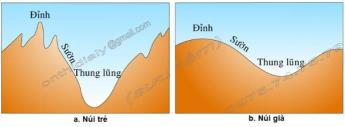 Đỉnh
Sườn
Thung lũng
a. Núi trẻ
Đỉnh
Sườn
Thung lũng
b. Núi già